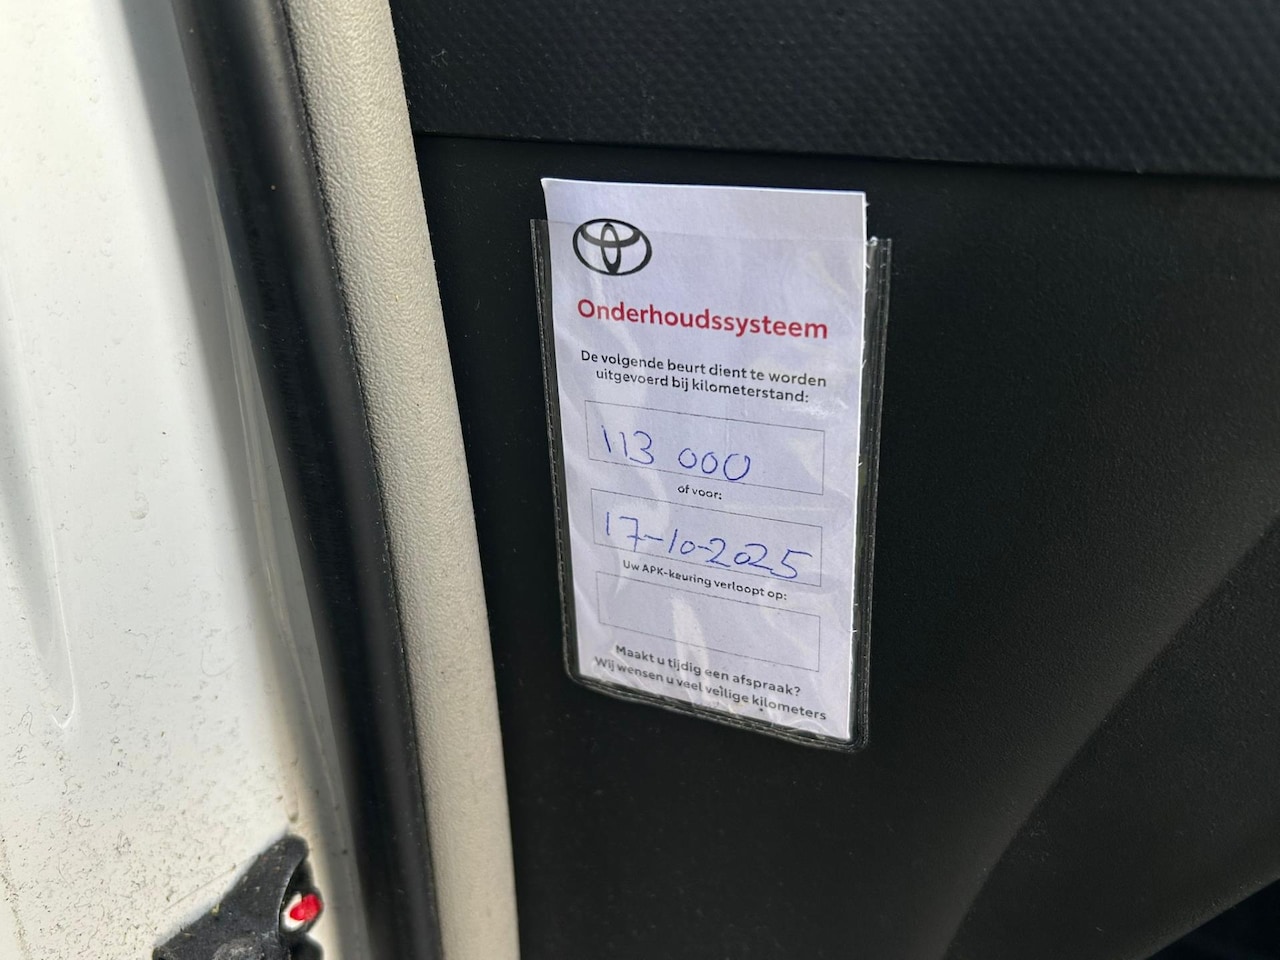 Onderhoudssysteem
De volgende beurt dient te worden
uitgevoerd bij kilometerstand:
113 000
of voor:
17-10-2025
Uw APK-keuring verloopt op:
Maakt u tijdig een afspraak?
Wij wensen u veel veilige kilometers